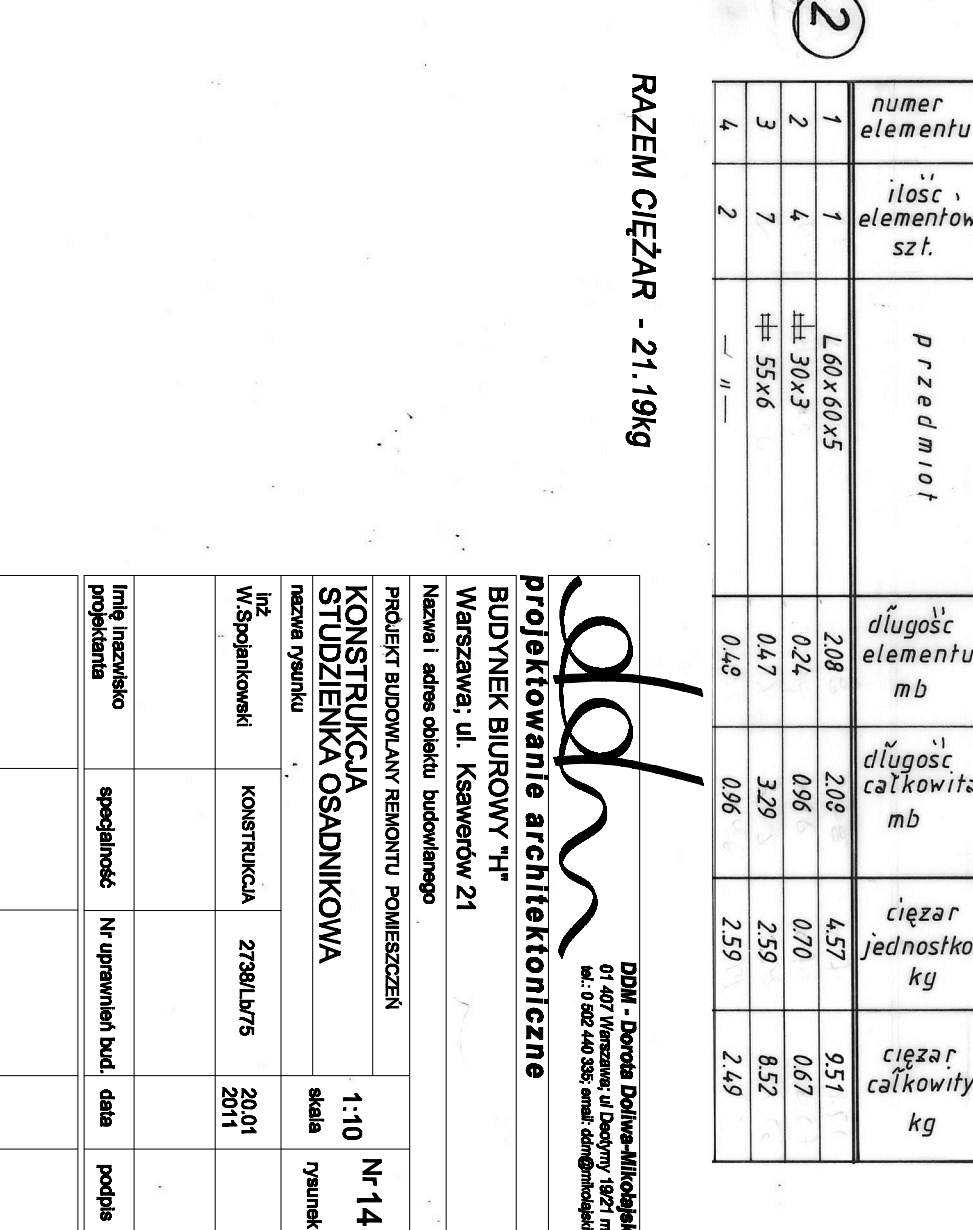 2
numer elementu | ilość elementów szt. | przedmiot | długość elementu mb | długość całkowita mb | ciężar jednostko kg | ciężar całkowity kg
1 | 1 | L 60x60x5 | 2.08 | 2.08 | 4.57 | 9.51
2 | 4 | 30x3 | 0.24 | 0.96 | 0.70 | 0.67
3 | 7 | 55x6 | 0.47 | 3.29 | 2.59 | 8.52
4 | 2 | — " — | 0.48 | 0.96 | 2.59 | 2.49
RAZEM CIĘŻAR - 21.19kg
ddm
DDM - Dorota Doliwa-Mikołajsk
01 407 Warszawa; ul Deotymy 19/21 m
tel.: 0 502 440 335; email: ddm@mikolajski
projektowanie architektoniczne
BUDYNEK BIUROWY "H"
Warszawa; ul. Ksawerów 21
Nazwa i adres obiektu budowlanego
PROJEKT BUDOWLANY REMONTU POMIESZCZEŃ
KONSTRUKCJA
STUDZIENKA OSADNIKOWA
nazwa rysunku
1:10
skala
Nr 14
rysunek
inż
W.Spojankowski
KONSTRUKCJA
2738/Lb/75
20.01
2011
Imię i nazwisko
projektanta
specjalność
Nr uprawnień bud.
data
podpis